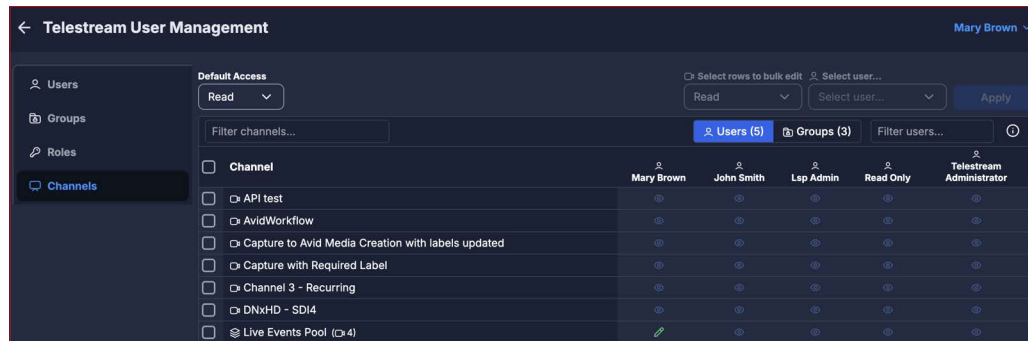 Telestream User Management
Mary Brown
Users
Groups
Roles
Channels
Default Access
Read
Select rows to bulk edit
Select user...
Read
Select user...
Apply
Filter channels...
Users (5)
Groups (3)
Filter users...
Channel
Mary Brown
John Smith
Lsp Admin
Read Only
Telestream
Administrator
API test
AvidWorkflow
Capture to Avid Media Creation with labels updated
Capture with Required Label
Channel 3 - Recurring
DNxHD - SDI4
Live Events Pool (4)